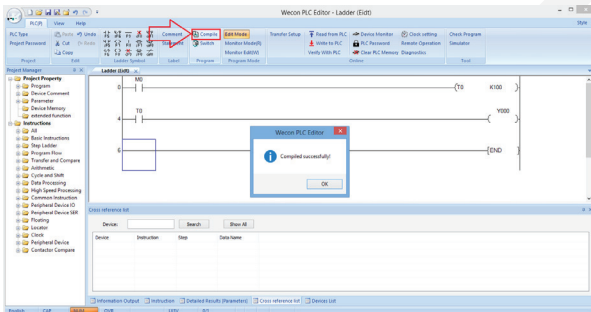 Wecon PLC Editor - Ladder (Eidt)
PLC(F) View Help Style
PLC Type Undo Comment Compile Edit Mode Transfer Setup Read from PLC Device Monitor Clock setting Check Program
Project Password Cut Switch Monitor Mode(R) Write to PLC PLC Password Remote Operation Simulator
Copy Monitor Edit(W) Verify With PLC Clear PLC Memory Diagnostics
Project Edit Ladder Symbol Label Program Program Mode Online Tool
Project Manager Ladder (Eidt)
Project Property
Program
Device Comment
Parameter
Device Memory
extended function
Instructions
All
Basic Instructions
Step Ladder
Program Flow
Transfer and Compare
Arithmetic
Cycle and Shift
Data Processing
High Speed Processing
Common Instruction
Peripheral Device IO
Peripheral Device SER
Floating
Locator
Clock
Peripheral Device
Contactor Compare
M0
0 (T0 K100 )
T0 Y000
4 ( )
6 [END ]
Wecon PLC Editor
Compiled successfully!
OK
Cross reference list
Device: Search Show All
Device Instruction Step Data Name
Information Output Instruction Detailed Results (Parameters) Cross reference list Devices List
English CAP NUM OVR